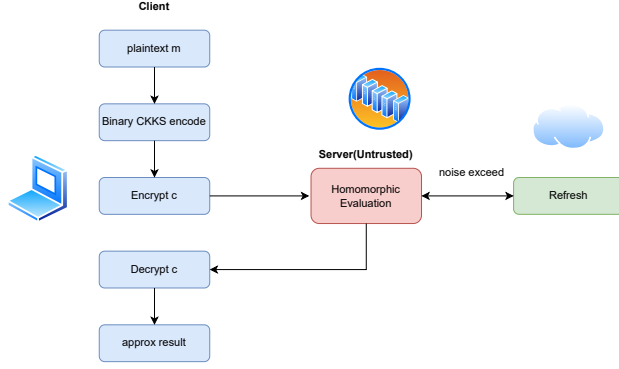 Client
plaintext m
Binary CKKS encode
Encrypt c
Server(Untrusted)
Homomorphic
Evaluation
noise exceed
Refresh
Decrypt c
approx result